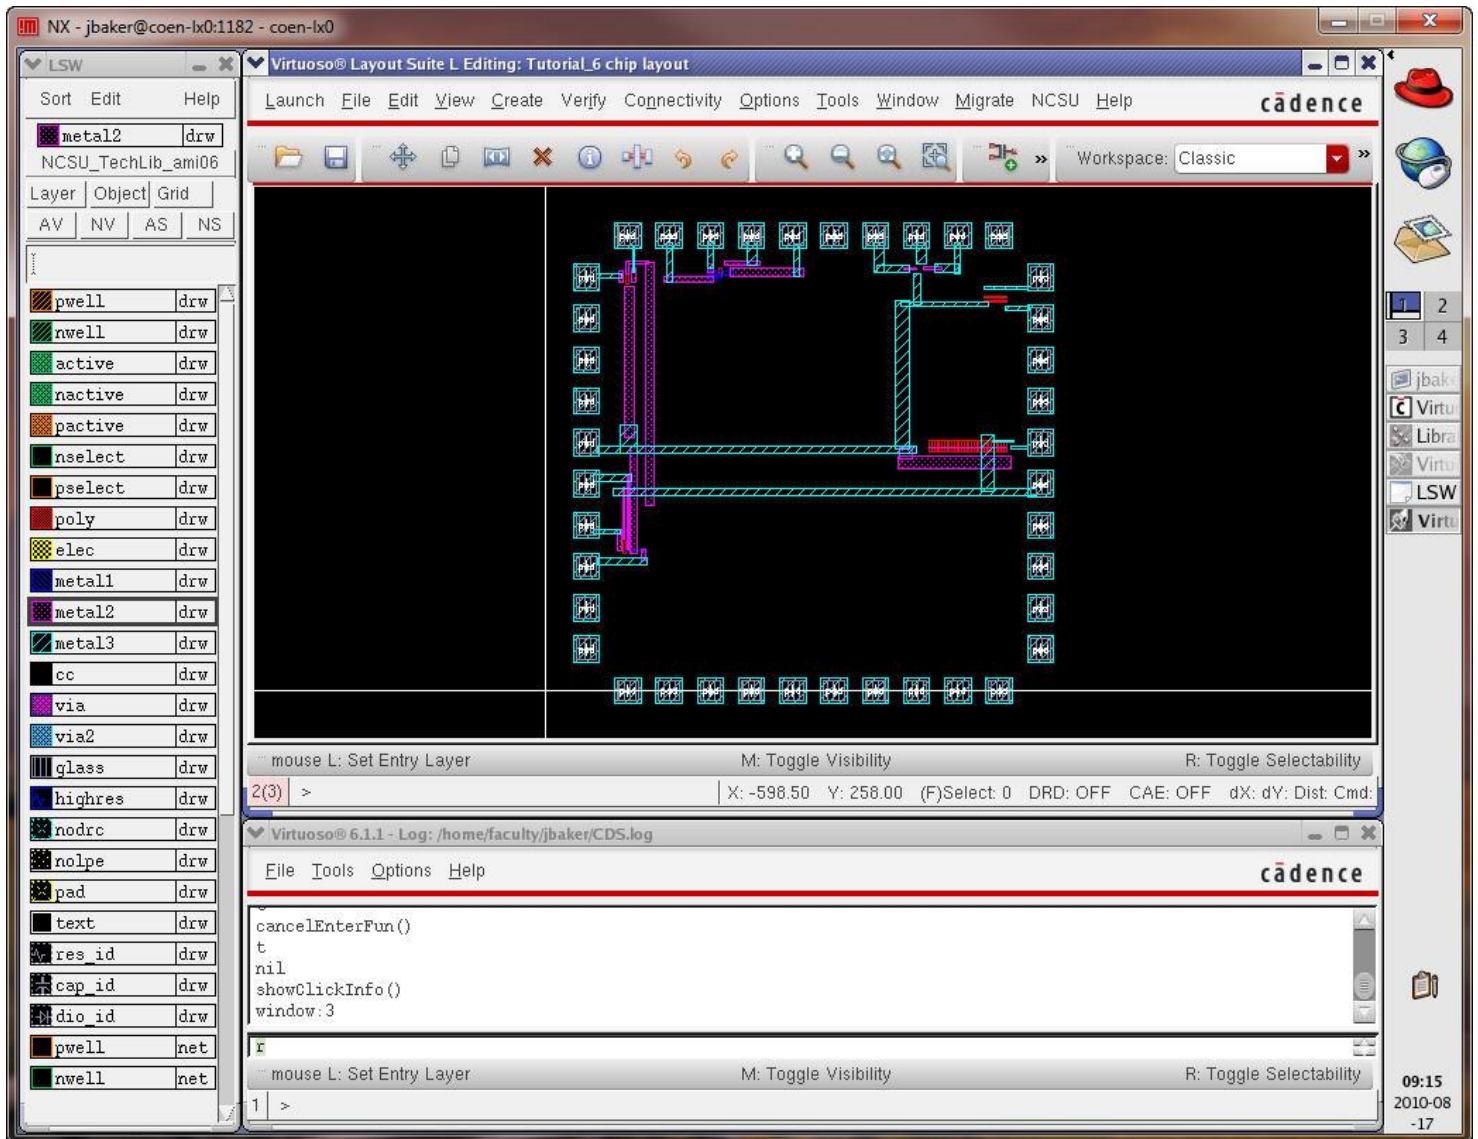 NX - jbaker@coen-lx0:1182 - coen-lx0
LSW
Sort Edit Help
metal2 drw
NCSU_TechLib_ami06
Layer Object Grid
AV NV AS NS
pwell drw
nwell drw
active drw
nactive drw
pactive drw
nselect drw
pselect drw
poly drw
elec drw
metal1 drw
metal2 drw
metal3 drw
cc drw
via drw
via2 drw
glass drw
highres drw
nodrc drw
nolpe drw
pad drw
text drw
res_id drw
cap_id drw
dio_id drw
pwell net
nwell net
Virtuoso® Layout Suite L Editing: Tutorial_6 chip layout
Launch File Edit View Create Verify Connectivity Options Tools Window Migrate NCSU Help cādence
» Workspace: Classic »
mouse L: Set Entry Layer M: Toggle Visibility R: Toggle Selectability
2(3) > X: -598.50 Y: 258.00 (F)Select: 0 DRD: OFF CAE: OFF dX: dY: Dist: Cmd:
Virtuoso® 6.1.1 - Log: /home/faculty/jbaker/CDS.log
File Tools Options Help cādence
cancelEnterFun()
t
nil
showClickInfo()
window:3
r
mouse L: Set Entry Layer M: Toggle Visibility R: Toggle Selectability
1 >
1 2
3 4
jbak
Virtu
Libra
Virtu
LSW
Virtu
09:15
2010-08
-17